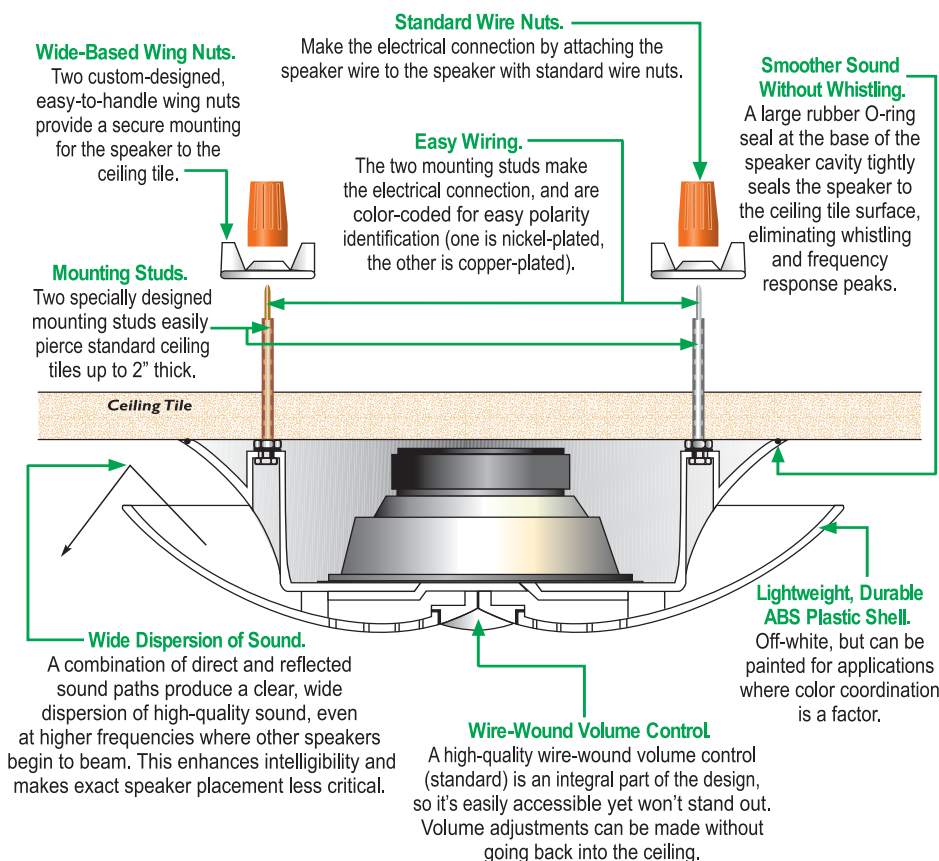 Standard Wire Nuts.
Make the electrical connection by attaching the
speaker wire to the speaker with standard wire nuts.
Wide-Based Wing Nuts.
Two custom-designed,
easy-to-handle wing nuts
provide a secure mounting
for the speaker to the
ceiling tile.
Smoother Sound
Without Whistling.
A large rubber O-ring
seal at the base of the
speaker cavity tightly
seals the speaker to
the ceiling tile surface,
eliminating whistling
and frequency
response peaks.
Easy Wiring.
The two mounting studs make
the electrical connection, and are
color-coded for easy polarity
identification (one is nickel-plated,
the other is copper-plated).
Mounting Studs.
Two specially designed
mounting studs easily
pierce standard ceiling
tiles up to 2” thick.
Ceiling Tile
Wide Dispersion of Sound.
A combination of direct and reflected
sound paths produce a clear, wide
dispersion of high-quality sound, even
at higher frequencies where other speakers
begin to beam. This enhances intelligibility and
makes exact speaker placement less critical.
Lightweight, Durable
ABS Plastic Shell.
Off-white, but can be
painted for applications
where color coordination
is a factor.
Wire-Wound Volume Control.
A high-quality wire-wound volume control
(standard) is an integral part of the design,
so it’s easily accessible yet won’t stand out.
Volume adjustments can be made without
going back into the ceiling.